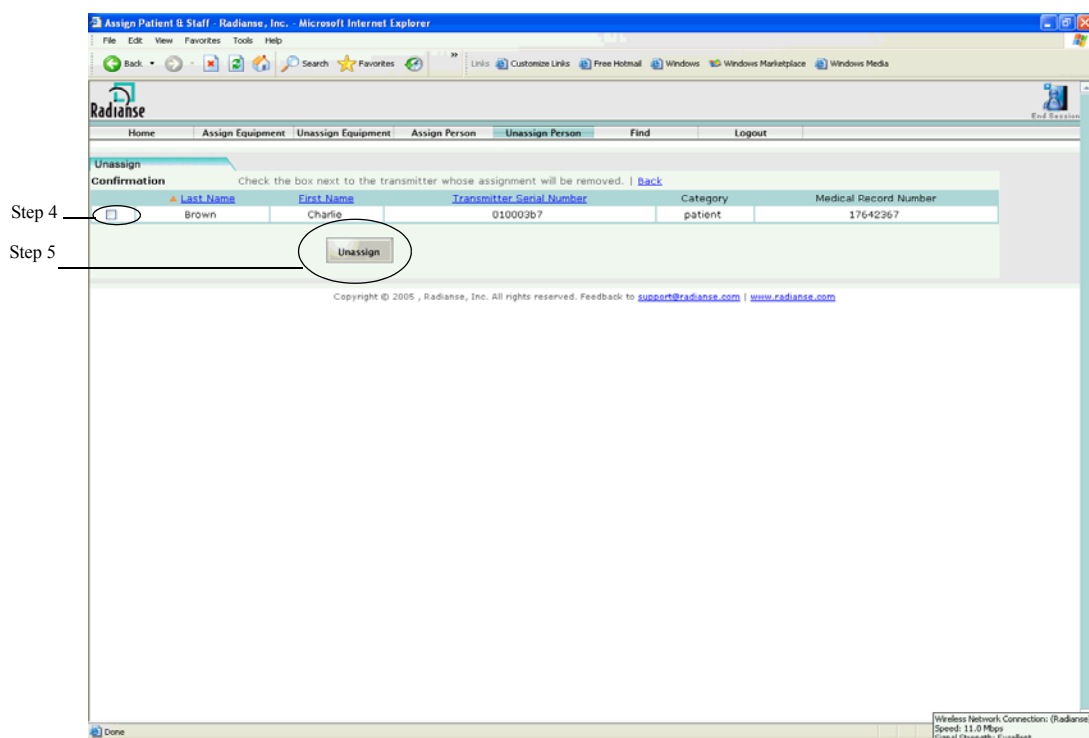 Assign Patient & Staff - Radianse, Inc. - Microsoft Internet Explorer
File Edit View Favorites Tools Help
Back Search Favorites » Links Customize Links Free Hotmail Windows Windows Marketplace Windows Media
Radianse
End Session
Home Assign Equipment Unassign Equipment Assign Person Unassign Person Find Logout
Unassign
Confirmation Check the box next to the transmitter whose assignment will be removed. | Back
Last Name First Name Transmitter Serial Number Category Medical Record Number
Step 4 Brown Charlie 010003b7 patient 17642367
Step 5 Unassign
Copyright © 2005 , Radianse, Inc. All rights reserved. Feedback to support@radianse.com | www.radianse.com
Done
Wireless Network Connection: (Radianse
Speed: 11.0 Mbps
Signal Strength: Excellent